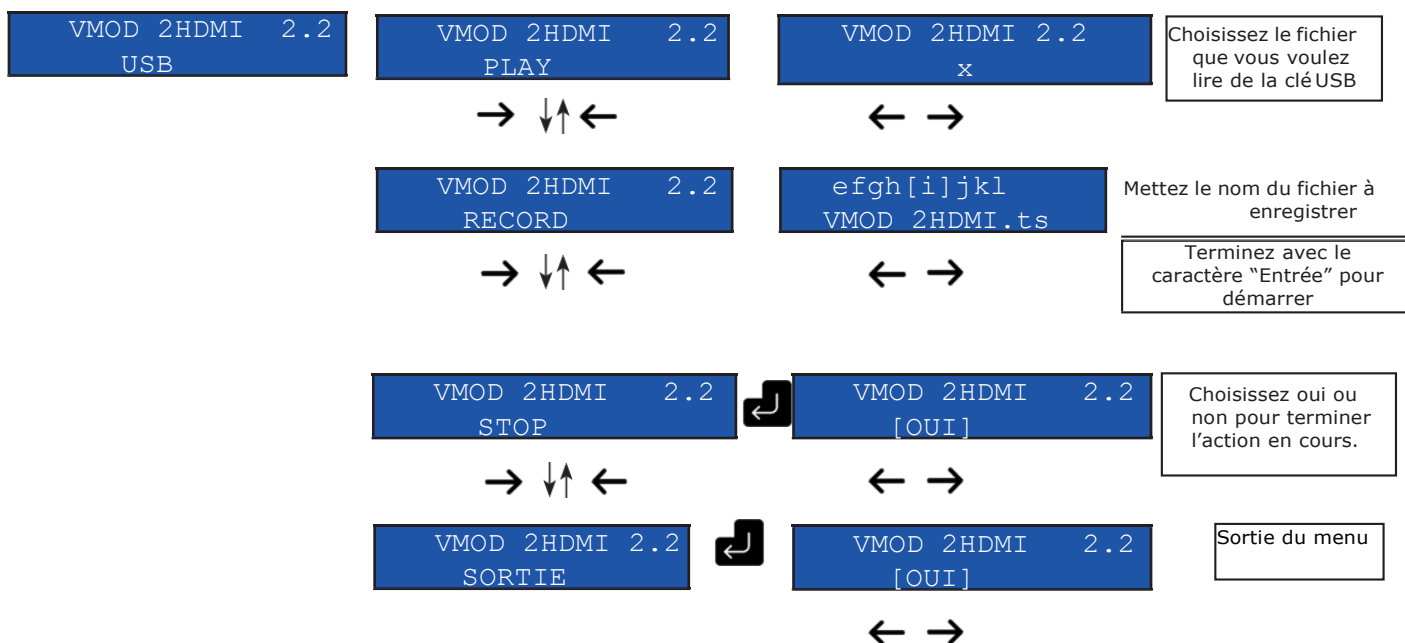 VMOD 2HDMI 2.2
USB
VMOD 2HDMI 2.2
PLAY
VMOD 2HDMI 2.2
x
Choisissez le fichier
que vous voulez
lire de la clé USB
→ ↓↑ ←
← →
VMOD 2HDMI 2.2
RECORD
efgh[i]jkl
VMOD 2HDMI.ts
Mettez le nom du fichier à
enregistrer
→ ↓↑ ←
← →
Terminez avec le
caractère “Entrée” pour
démarrer
VMOD 2HDMI 2.2
STOP
VMOD 2HDMI 2.2
[OUI]
Choisissez oui ou
non pour terminer
l’action en cours.
→ ↓↑ ←
← →
VMOD 2HDMI 2.2
SORTIE
VMOD 2HDMI 2.2
[OUI]
Sortie du menu
← →